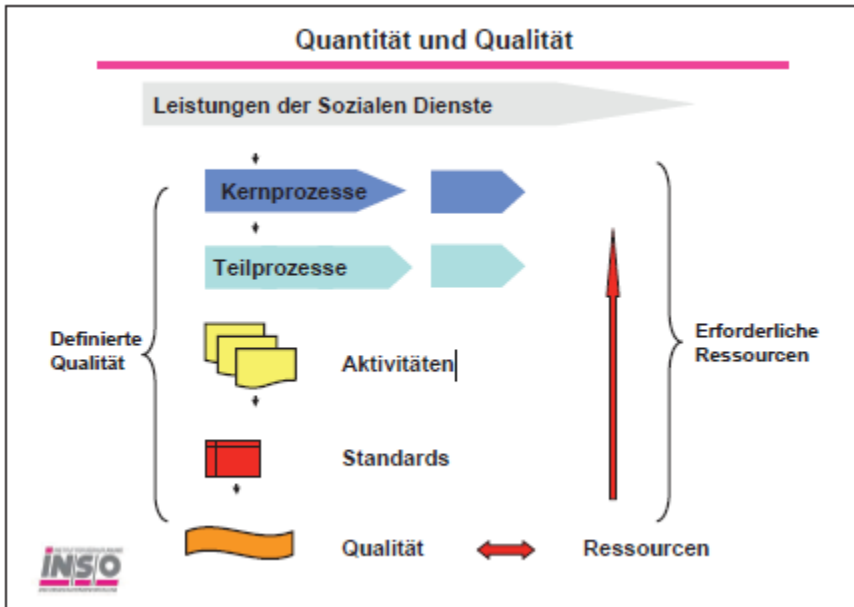 Quantität und Qualität
Leistungen der Sozialen Dienste
Kernprozesse
Teilprozesse
Definierte
Qualität
Aktivitäten
Erforderliche
Ressourcen
Standards
Qualität
Ressourcen
INSO